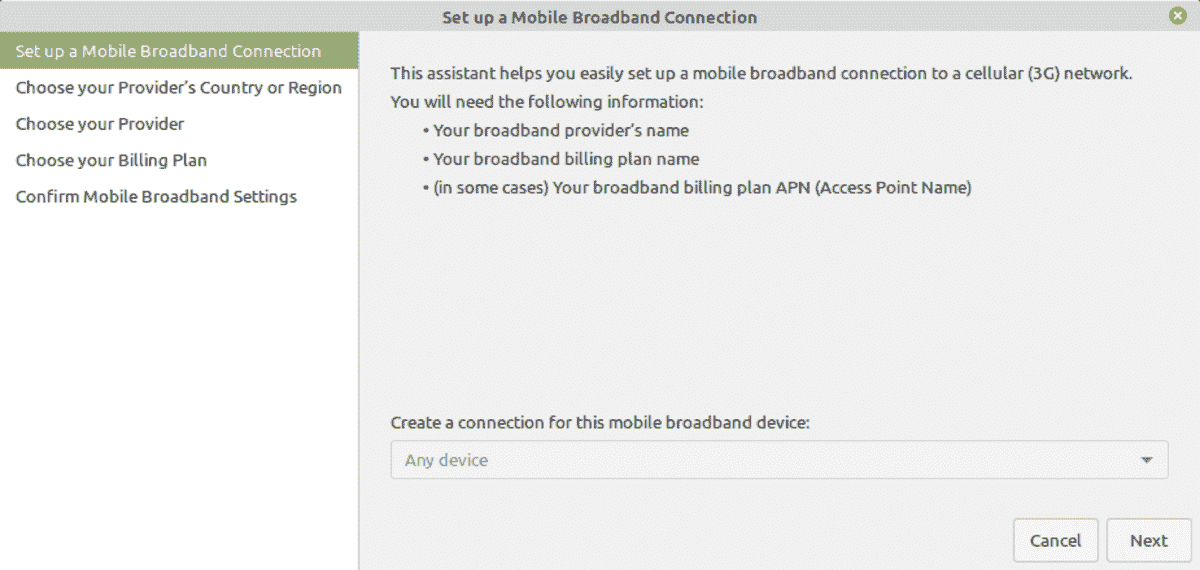 Set up a Mobile Broadband Connection
Set up a Mobile Broadband Connection
Choose your Provider’s Country or Region
Choose your Provider
Choose your Billing Plan
Confirm Mobile Broadband Settings
This assistant helps you easily set up a mobile broadband connection to a cellular (3G) network.
You will need the following information:
• Your broadband provider’s name
• Your broadband billing plan name
• (in some cases) Your broadband billing plan APN (Access Point Name)
Create a connection for this mobile broadband device:
Any device
Cancel
Next